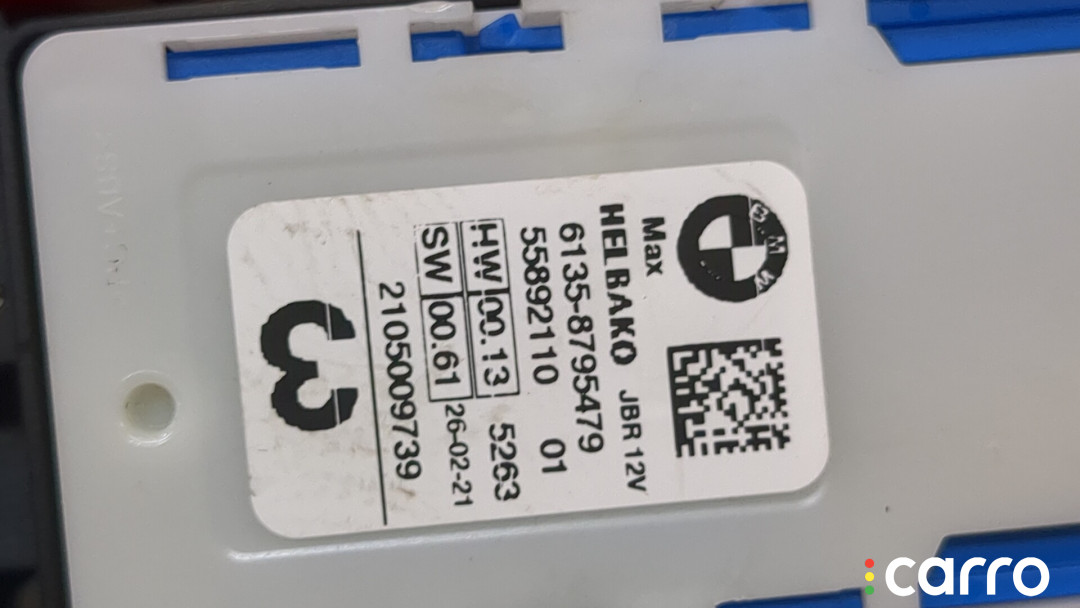 BMW
Max
HELBAKO JBR 12V
6135-8795479
55892110 01
HW 00.13 5263
SW 00.61 26-02-21
21050009739
3
carro